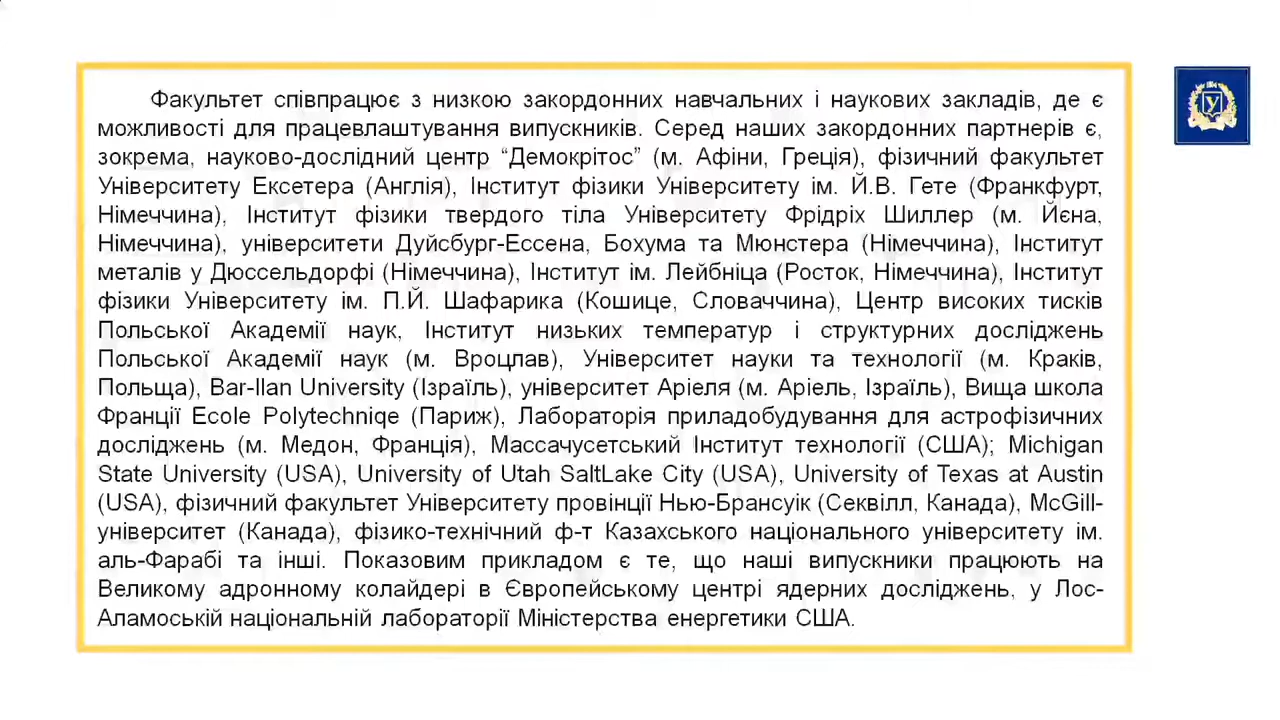 Факультет співпрацює з низкою закордонних навчальних і наукових закладів, де є
можливості для працевлаштування випускників. Серед наших закордонних партнерів є,
зокрема, науково-дослідний центр “Демокрітос” (м. Афіни, Греція), фізичний факультет
Університету Ексетера (Англія), Інститут фізики Університету ім. Й.В. Гете (Франкфурт,
Німеччина), Інститут фізики твердого тіла Університету Фрідріх Шиллер (м. Йєна,
Німеччина), університети Дуйсбург-Ессена, Бохума та Мюнстера (Німеччина), Інститут
металів у Дюссельдорфі (Німеччина), Інститут ім. Лейбніца (Росток, Німеччина), Інститут
фізики Університету ім. П.Й. Шафарика (Кошице, Словаччина), Центр високих тисків
Польської Академії наук, Інститут низьких температур і структурних досліджень
Польської Академії наук (м. Вроцлав), Університет науки та технології (м. Краків,
Польща), Bar-Ilan University (Ізраїль), університет Аріеля (м. Аріель, Ізраїль), Вища школа
Франції Ecole Polytechniqe (Париж), Лабораторія приладобудування для астрофізичних
досліджень (м. Медон, Франція), Массачусетський Інститут технології (США); Michigan
State University (USA), University of Utah SaltLake City (USA), University of Texas at Austin
(USA), фізичний факультет Університету провінції Нью-Брансуік (Секвілл, Канада), McGill-
університет (Канада), фізико-технічний ф-т Казахського національного університету ім.
аль-Фарабі та інші. Показовим прикладом є те, що наші випускники працюють на
Великому адронному колайдері в Європейському центрі ядерних досліджень, у Лос-
Аламоській національній лабораторії Міністерства енергетики США.
У